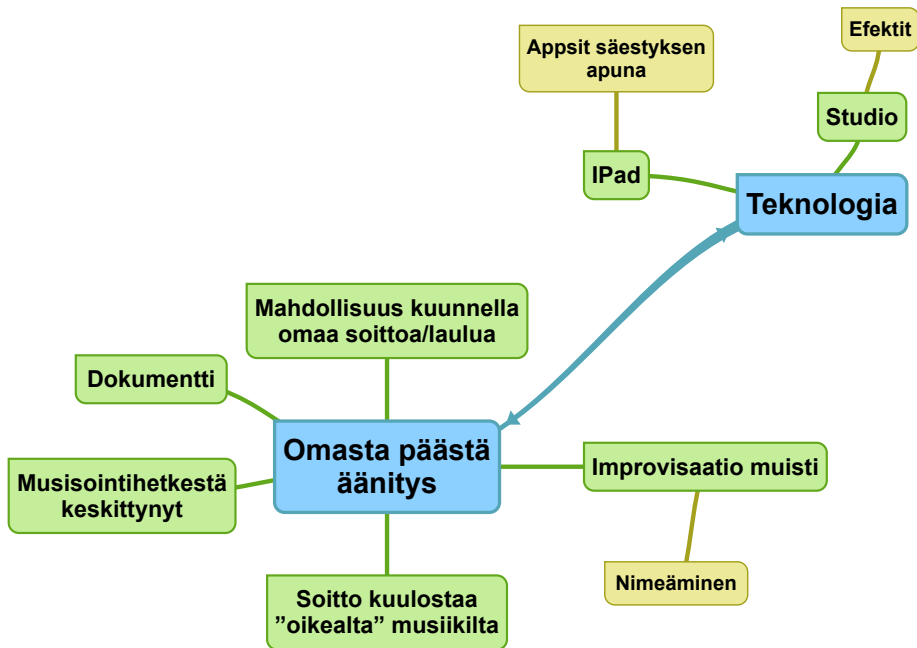 Efektit
Appsit säestyksen
apuna
Studio
IPad
Teknologia
Mahdollisuus kuunnella
omaa soittoa/laulua
Dokumentti
Omasta päästä
äänitys
Improvisaatio muisti
Musisointihetkestä
keskittynyt
Nimeäminen
Soitto kuulostaa
”oikealta” musiikilta